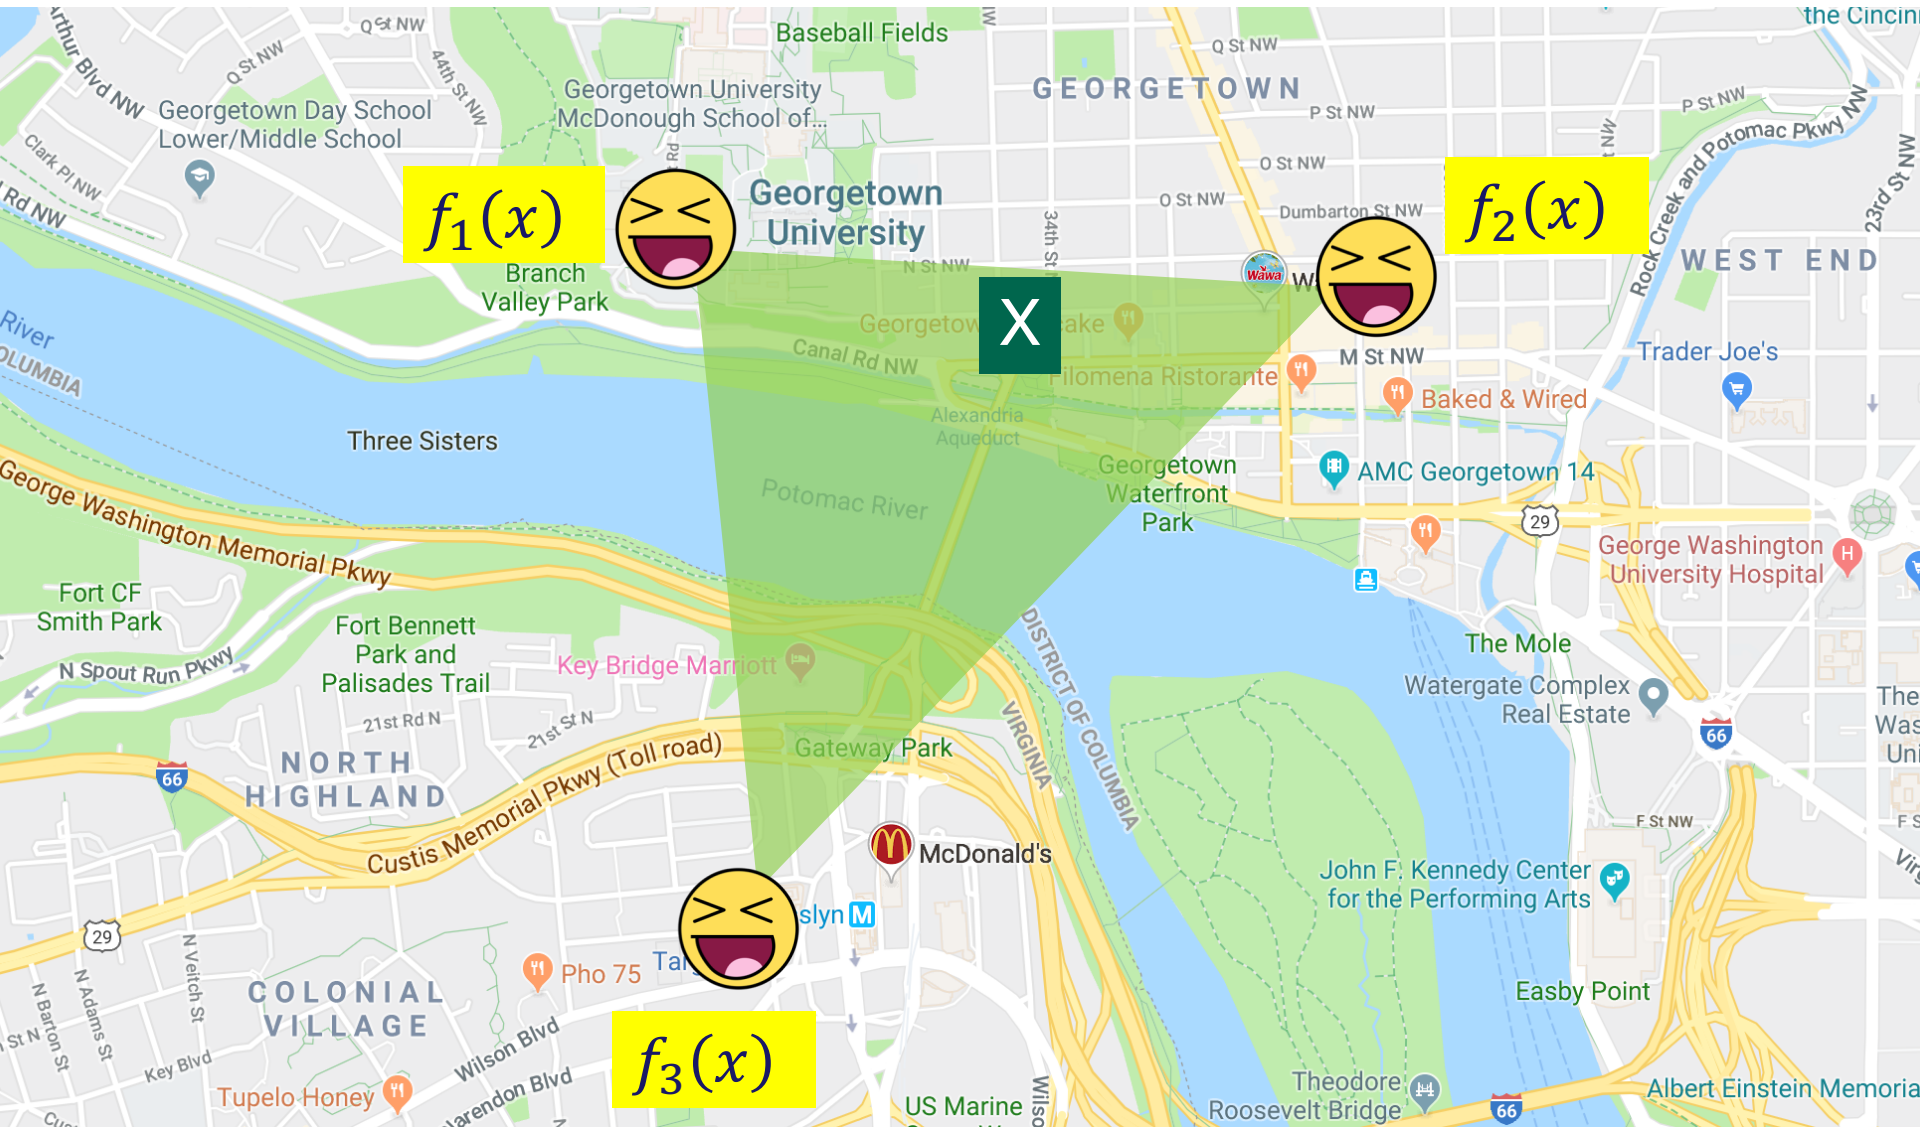 Arthur Blvd NW
Q St NW
Q St NW
44th St NW
Baseball Fields
Q St NW
the Cincin
GEORGETOWN
Georgetown University
McDonough School of...
Georgetown Day School
Lower/Middle School
P St NW
P St NW
Rock Creek and Potomac Pkwy NW
23rd St NW
Clark Pl NW
Rd NW
O St NW
O St NW
Dumbarton St NW
34th St N
N St NW
f₁(x)
f₂(x)
Georgetown
University
WEST END
Branch
Valley Park
Wawa
X
River
OLUMBIA
Canal Rd NW
Filomena Ristorante
M St NW
Trader Joe's
Baked & Wired
Alexandria
Aqueduct
Three Sisters
Potomac River
Georgetown
Waterfront
Park
AMC Georgetown 14
29
George Washington
University Hospital
H
George Washington Memorial Pkwy
Fort CF
Smith Park
Fort Bennett
Park and
Palisades Trail
N Spout Run Pkwy
Key Bridge Marriott
21st Rd N
21st St N
The Mole
Watergate Complex
Real Estate
66
DISTRICT OF COLUMBIA
VIRGINIA
NORTH
HIGHLAND
66
Gateway Park
Custis Memorial Pkwy (Toll road)
McDonald's
F St NW
John F. Kennedy Center
for the Performing Arts
29
slyn M
Pho 75
COLONIAL
VILLAGE
N Veitch St
N Adams St
N Barton St
Key Blvd
Wilson Blvd
Easby Point
f₃(x)
Tupelo Honey
US Marine
Theodore
Roosevelt Bridge
66
Albert Einstein Memoria